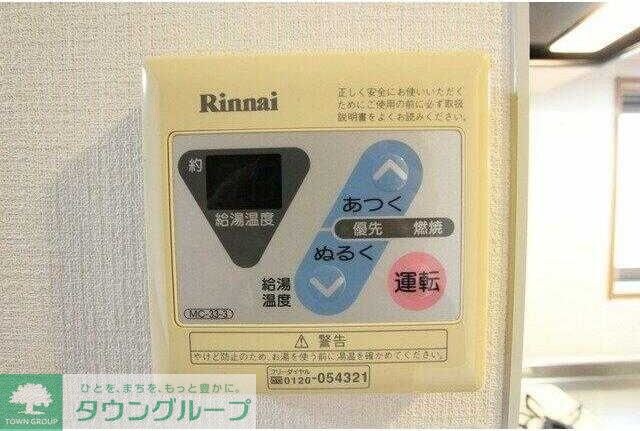 Rinnai
正しく安全にお使いいただく
ためにご使用の前に必ず取扱
説明書をよくお読みください。
約
給湯温度
あつく
優先 燃焼
ぬるく
給湯
温度
運転
MC-33-3
⚠警告
やけど防止のため、お湯を使う前に湯温を確かめてください。
フリーダイヤル
0120-054321
ひとを、まちを、もっと豊かに。
タウングループ
TOWN GROUP